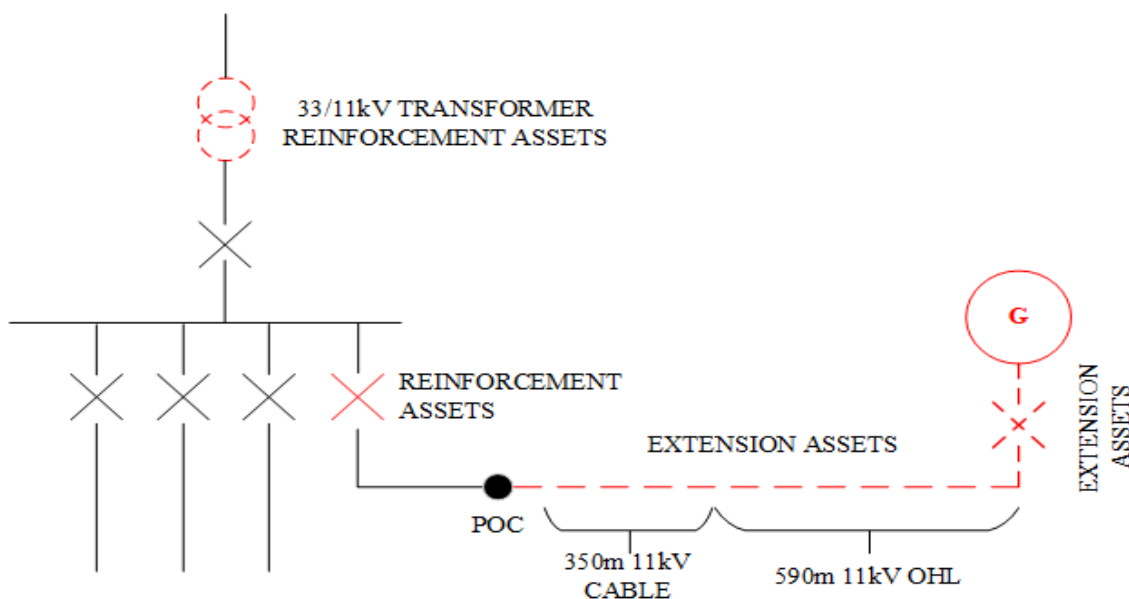 33/11kV TRANSFORMER
REINFORCEMENT ASSETS
G
REINFORCEMENT
ASSETS
EXTENSION ASSETS
EXTENSION
ASSETS
POC
350m 11kV
CABLE
590m 11kV OHL